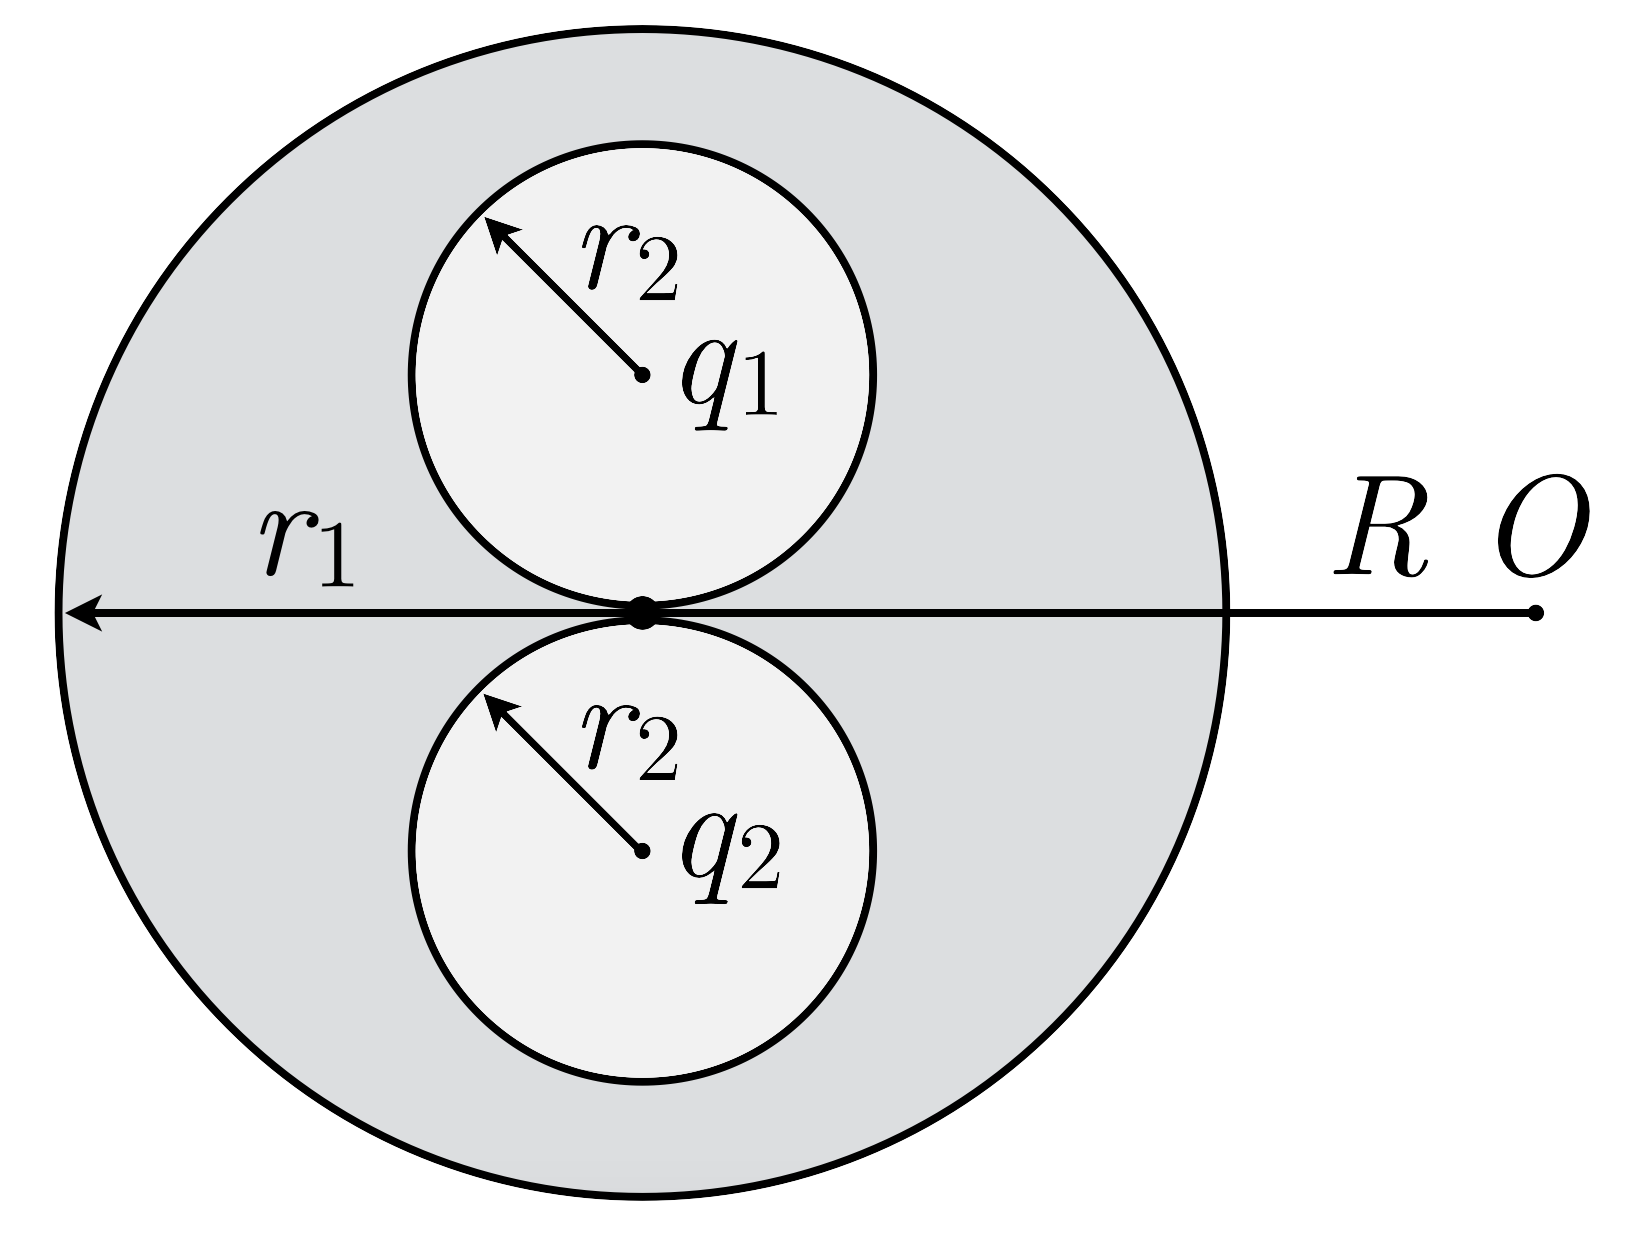 r₂
q₁
r₁
R O
r₂
q₂